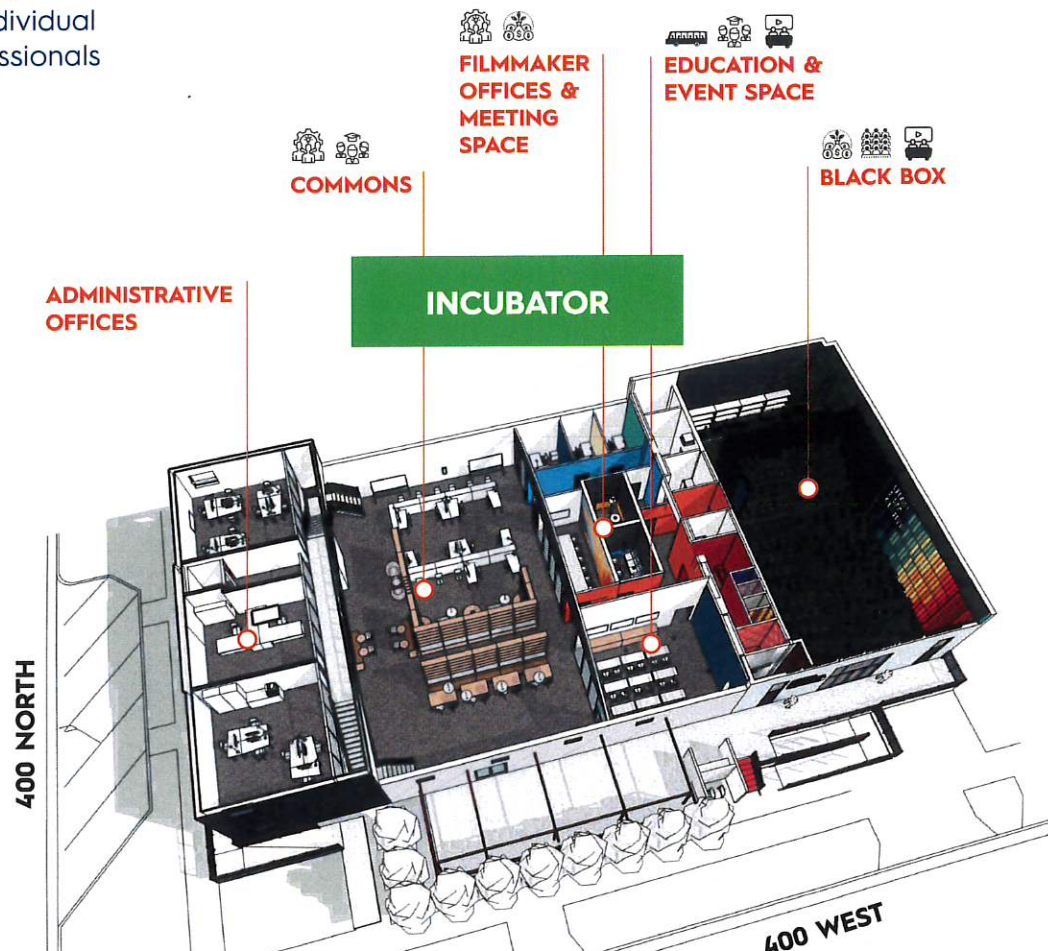 dividual
ssionals
FILMMAKER
OFFICES &
MEETING
SPACE
EDUCATION &
EVENT SPACE
COMMONS
BLACK BOX
ADMINISTRATIVE
OFFICES
INCUBATOR
400 NORTH
400 WEST